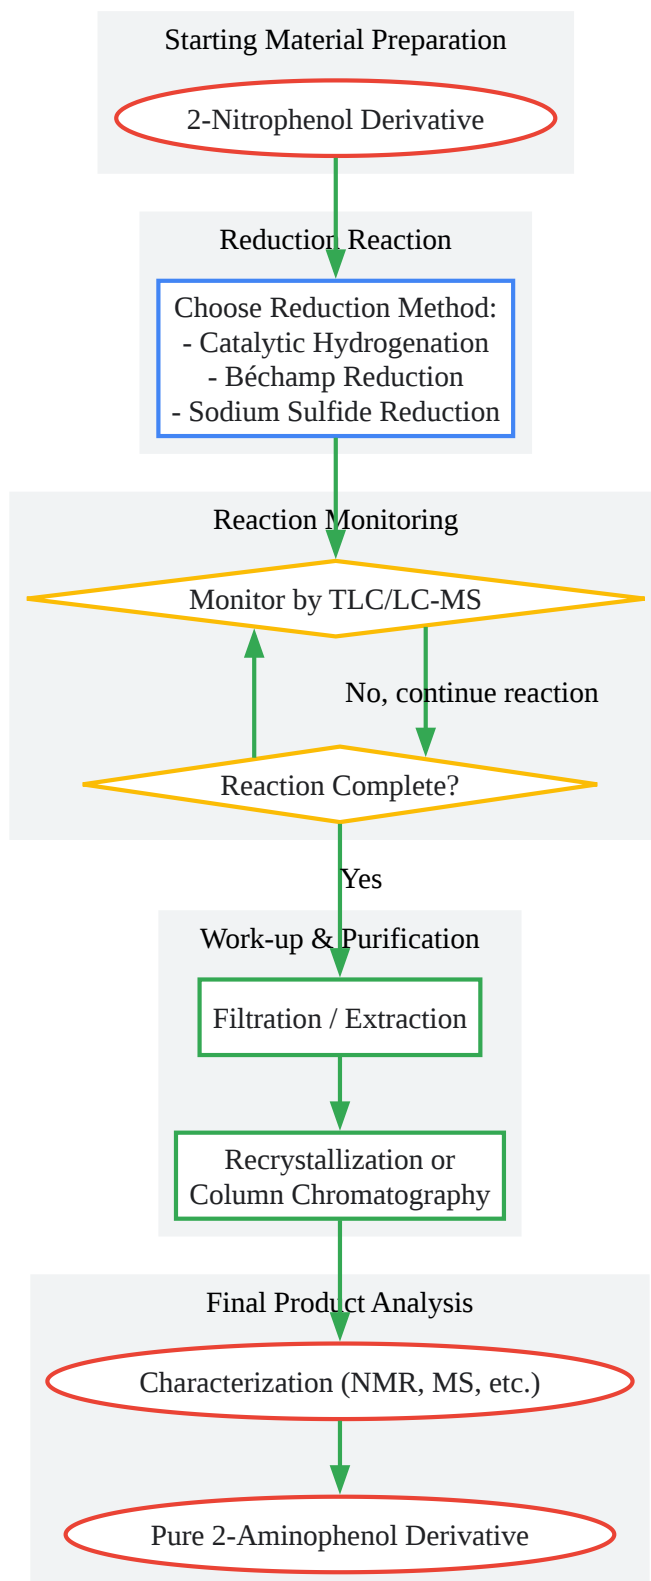 Starting Material Preparation
2-Nitrophenol Derivative
Reduction Reaction
Choose Reduction Method:
- Catalytic Hydrogenation
- Béchamp Reduction
- Sodium Sulfide Reduction
Reaction Monitoring
Monitor by TLC/LC-MS
No, continue reaction
Reaction Complete?
Yes
Work-up & Purification
Filtration / Extraction
Recrystallization or
Column Chromatography
Final Product Analysis
Characterization (NMR, MS, etc.)
Pure 2-Aminophenol Derivative